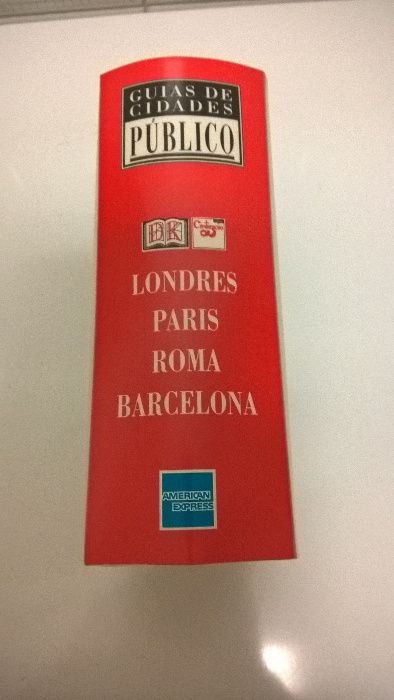 GUIAS DE
CIDADES
PÚBLICO
DK
LONDRES
PARIS
ROMA
BARCELONA
AMERICAN
EXPRESS